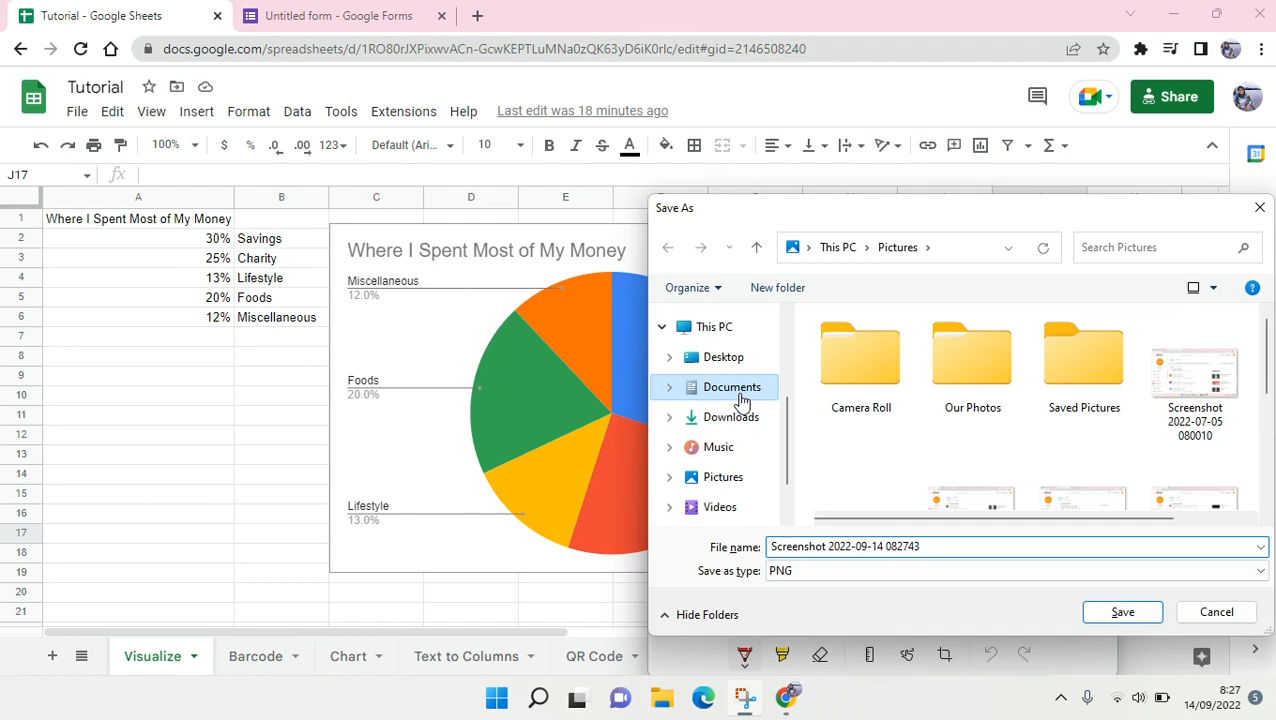 Tutorial - Google Sheets
Untitled form - Google Forms
docs.google.com/spreadsheets/d/1RO80rJXPixwvACn-GcwKEPTLuMNa0zQK63yD6iK0rlc/edit#gid=2146508240
Tutorial
File Edit View Insert Format Data Tools Extensions Help Last edit was 18 minutes ago
Share
100% $ % .0 .00 123 Default (Ari... 10 B I S A
J17 fx
A B C D E
1 Where I Spent Most of My Money
2 30% Savings
3 25% Charity
4 13% Lifestyle
5 20% Foods
6 12% Miscellaneous
7
8
9
10
11
12
13
14
15
16
17
18
19
20
21
Where I Spent Most of My Money
Miscellaneous
12.0%
Foods
20.0%
Lifestyle
13.0%
Save As
This PC Pictures
Search Pictures
Organize New folder
This PC
Desktop
Documents
Downloads
Music
Pictures
Videos
Camera Roll
Our Photos
Saved Pictures
Screenshot
2022-07-05
080010
File name: Screenshot 2022-09-14 082743
Save as type: PNG
Hide Folders
Save
Cancel
Visualize Barcode Chart Text to Columns QR Code
8:27
14/09/2022
5